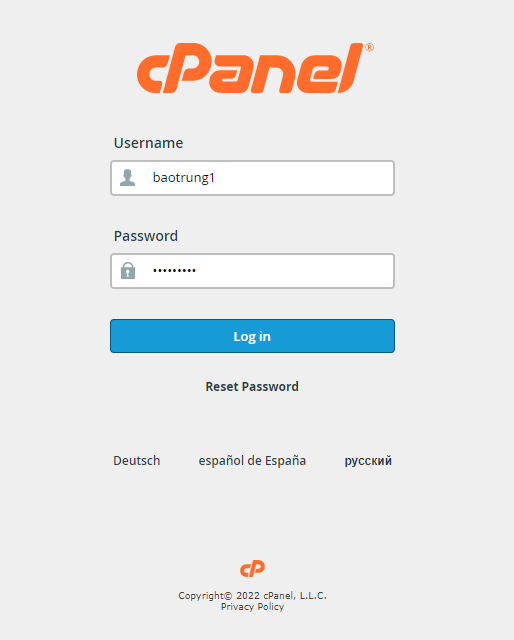 cPanel®
Username
baotrung1
Password
•••••••••
Log in
Reset Password
Deutsch español de España русский
cP
Copyright© 2022 cPanel, L.L.C.
Privacy Policy